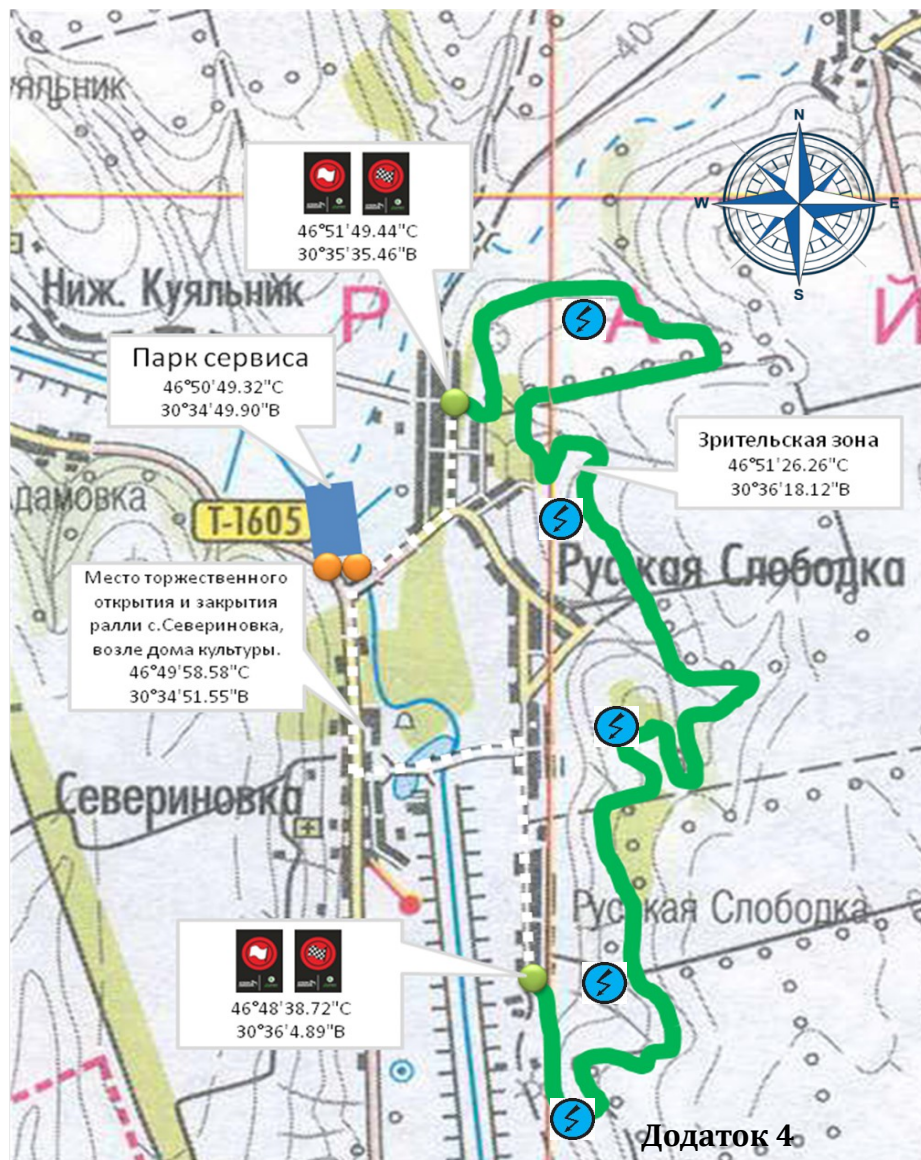 40
уяльник
N
W
E
S
46°51'49.44"С
30°35'35.46"В
Ниж. Куяльник
Р
А
Й
Парк сервиса
46°50'49.32"С
30°34'49.90"В
Зрительская зона
46°51'26.26"С
30°36'18.12"В
дамовка
Т-1605
Русская Слободка
Место торжественного
открытия и закрытия
ралли с.Севериновка,
возле дома культуры.
46°49'58.58"С
30°34'51.55"В
Севериновка
Русская Слободка
46°48'38.72"С
30°36'4.89"В
Додаток 4